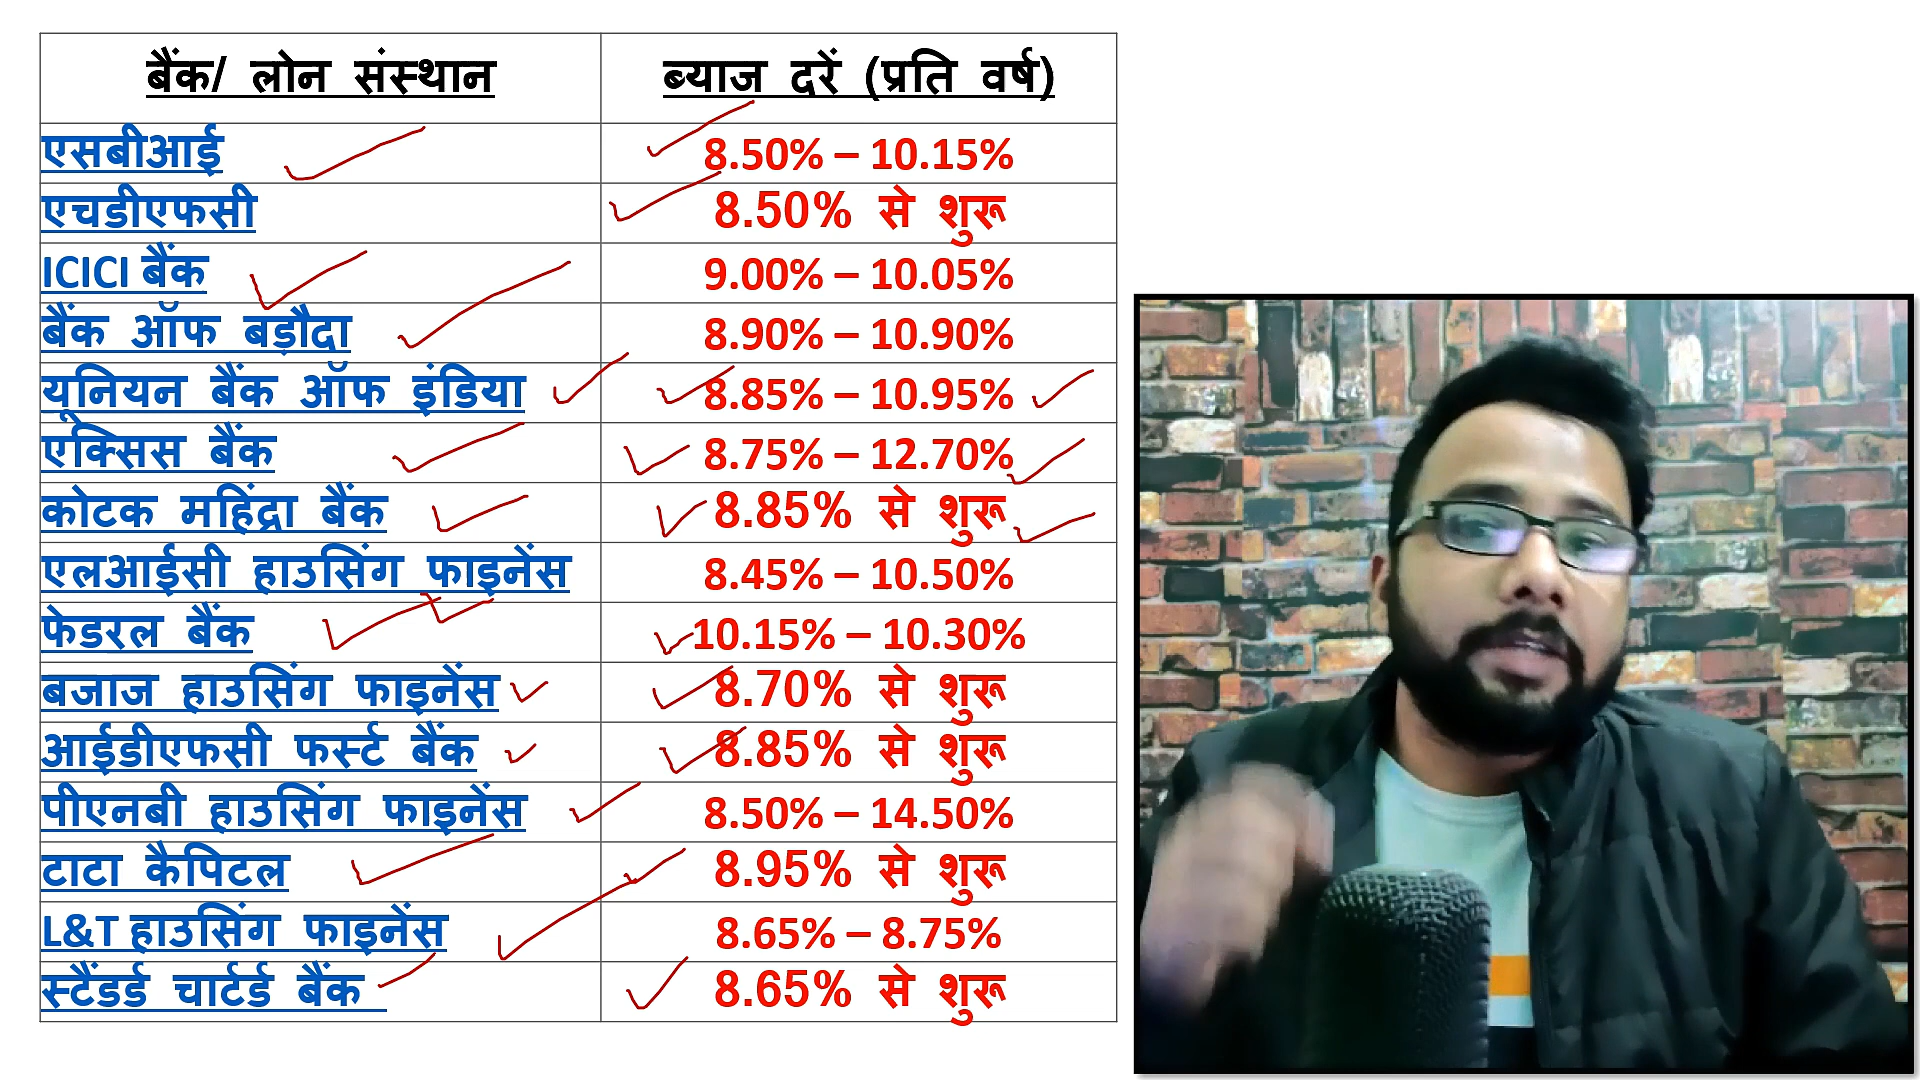 बैंक/ लोन संस्थान ब्याज दरें (प्रति वर्ष)
एसबीआई 8.50% – 10.15%
एचडीएफसी 8.50% से शुरू
ICICI बैंक 9.00% – 10.05%
बैंक ऑफ बड़ौदा 8.90% – 10.90%
यूनियन बैंक ऑफ इंडिया 8.85% – 10.95%
एक्सिस बैंक 8.75% – 12.70%
कोटक महिंद्रा बैंक 8.85% से शुरू
एलआईसी हाउसिंग फाइनेंस 8.45% – 10.50%
फेडरल बैंक 10.15% – 10.30%
बजाज हाउसिंग फाइनेंस 8.70% से शुरू
आईडीएफसी फर्स्ट बैंक 8.85% से शुरू
पीएनबी हाउसिंग फाइनेंस 8.50% – 14.50%
टाटा कैपिटल 8.95% से शुरू
L&T हाउसिंग फाइनेंस 8.65% – 8.75%
स्टैंडर्ड चार्टर्ड बैंक 8.65% से शुरू